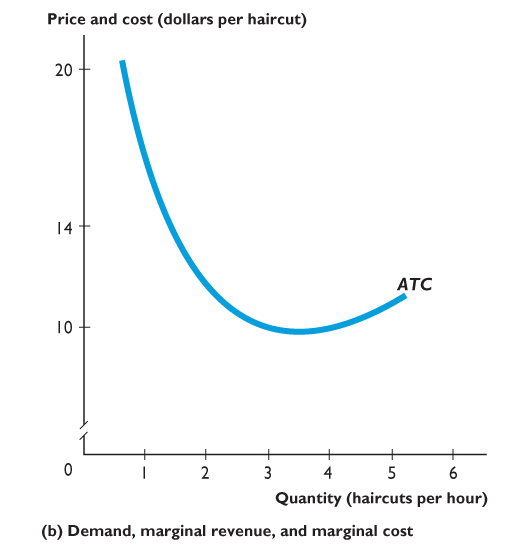 Price and cost (dollars per haircut)
20
14
10
ATC
0
1 2 3 4 5 6
Quantity (haircuts per hour)
(b) Demand, marginal revenue, and marginal cost